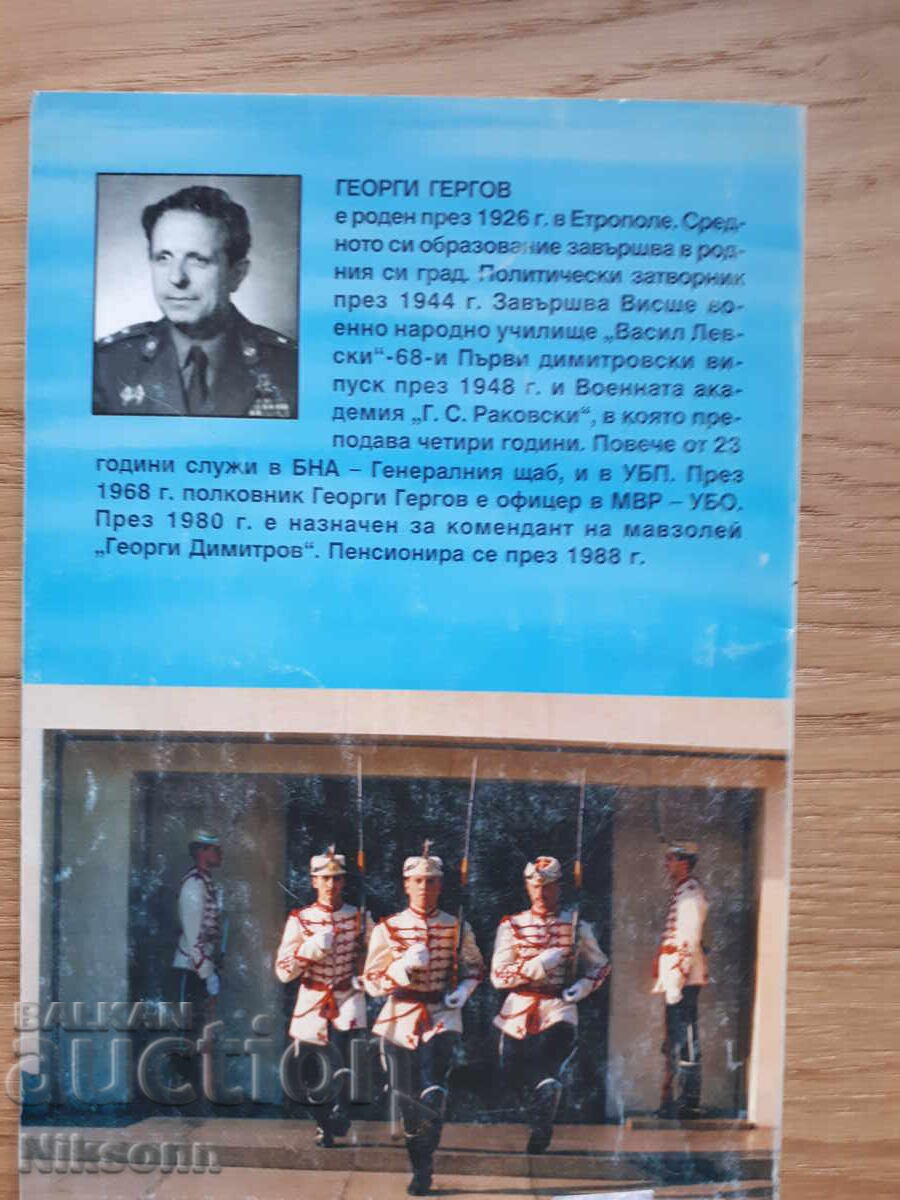 ГЕОРГИ ГЕРГОВ
е роден през 1926 г. в Етрополе. Сред-
ното си образование завършва в род-
ния си град. Политически затворник
през 1944 г. Завършва Висше во-
енно народно училище „Васил Лев-
ски“-68-и Първи димитровски ви-
пуск през 1948 г. и Военната ака-
демия „Г. С. Раковски“, в която пре-
подава четири години. Повече от 23
години служи в БНА – Генералния щаб, и в УБП. През
1968 г. полковник Георги Гергов е офицер в МВР – УБО.
През 1980 г. е назначен за комендант на мавзолей
„Георги Димитров“. Пенсионира се през 1988 г.
BALKAN
auction
Niksonn